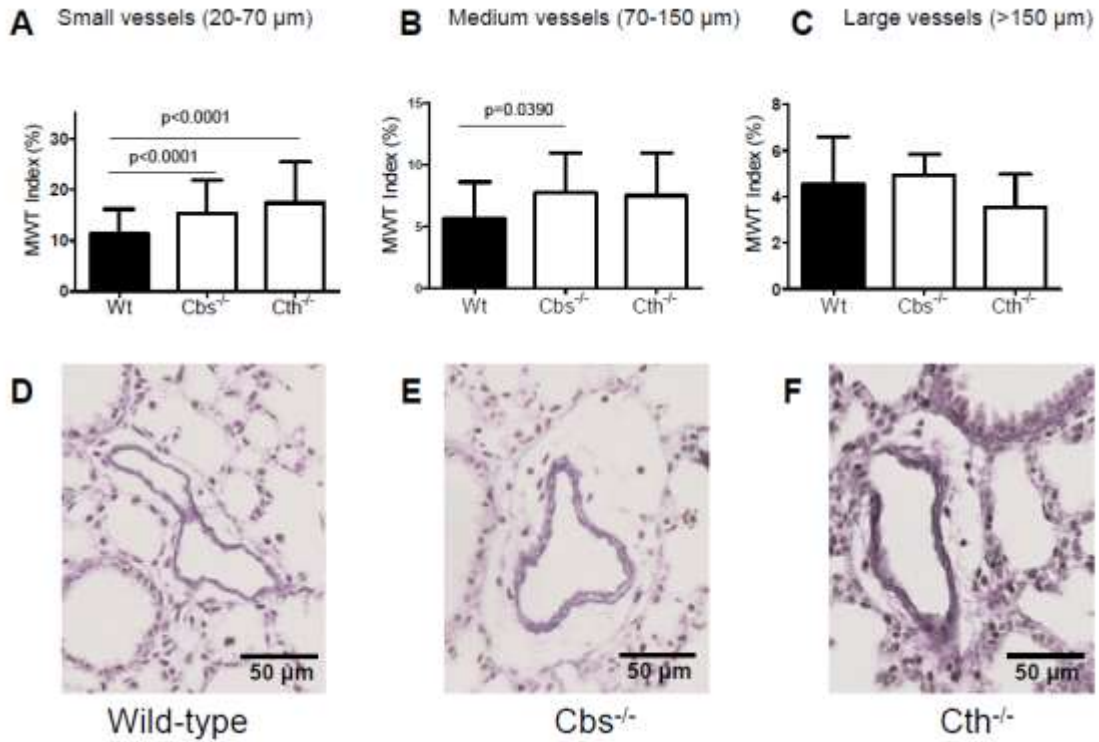 A Small vessels (20-70 µm)
MWT Index (%)
30
20
10
0
p<0.0001
p<0.0001
Wt Cbs-/- Cth-/-
B Medium vessels (70-150 µm)
MWT Index (%)
15
10
5
0
p=0.0390
Wt Cbs-/- Cth-/-
C Large vessels (>150 µm)
MWT Index (%)
8
6
4
2
0
Wt Cbs-/- Cth-/-
D
50 µm
Wild-type
E
50 µm
Cbs-/-
F
50 µm
Cth-/-